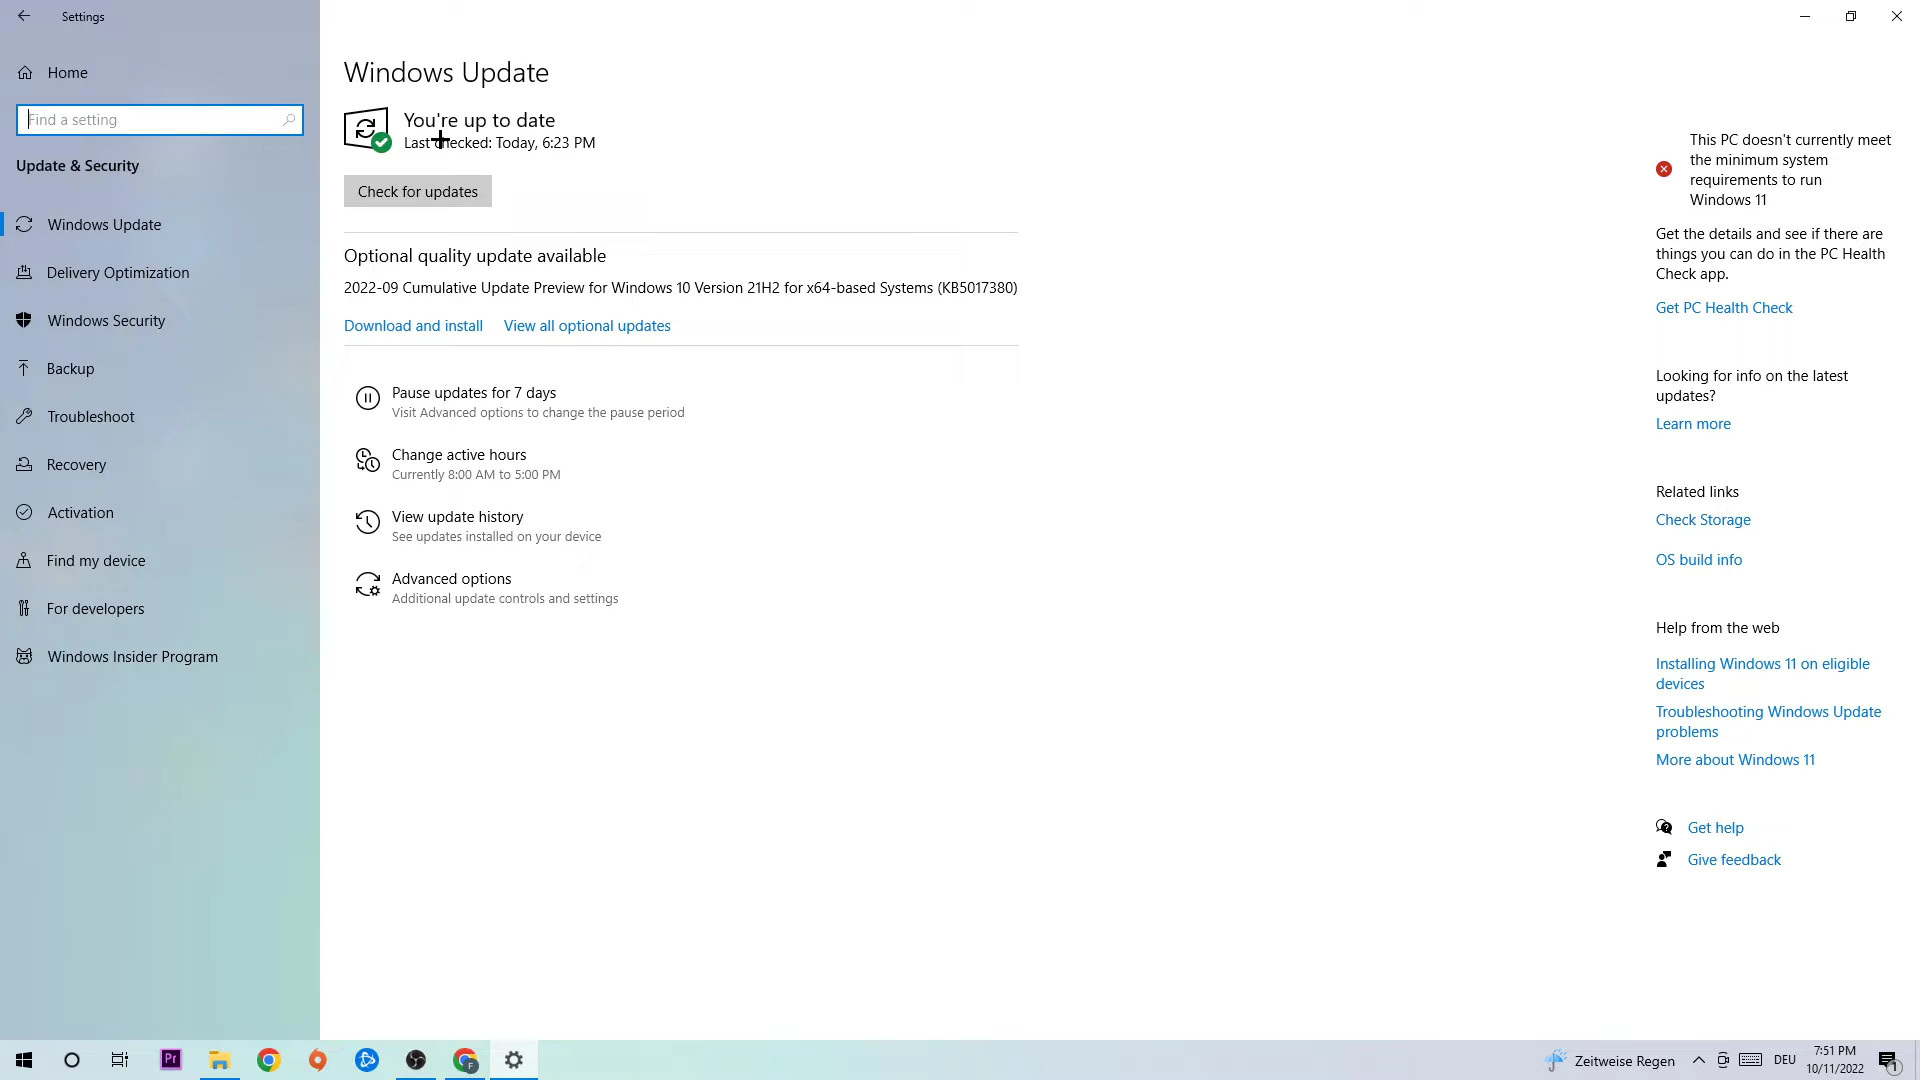 Settings
Home
Find a setting
Update & Security
Windows Update
Delivery Optimization
Windows Security
Backup
Troubleshoot
Recovery
Activation
Find my device
For developers
Windows Insider Program
Windows Update
You're up to date
Last checked: Today, 6:23 PM
Check for updates
Optional quality update available
2022-09 Cumulative Update Preview for Windows 10 Version 21H2 for x64-based Systems (KB5017380)
Download and install View all optional updates
Pause updates for 7 days
Visit Advanced options to change the pause period
Change active hours
Currently 8:00 AM to 5:00 PM
View update history
See updates installed on your device
Advanced options
Additional update controls and settings
This PC doesn't currently meet
the minimum system
requirements to run
Windows 11
Get the details and see if there are
things you can do in the PC Health
Check app.
Get PC Health Check
Looking for info on the latest
updates?
Learn more
Related links
Check Storage
OS build info
Help from the web
Installing Windows 11 on eligible
devices
Troubleshooting Windows Update
problems
More about Windows 11
Get help
Give feedback
Pr
F
Zeitweise Regen
DEU
7:51 PM
10/11/2022
1